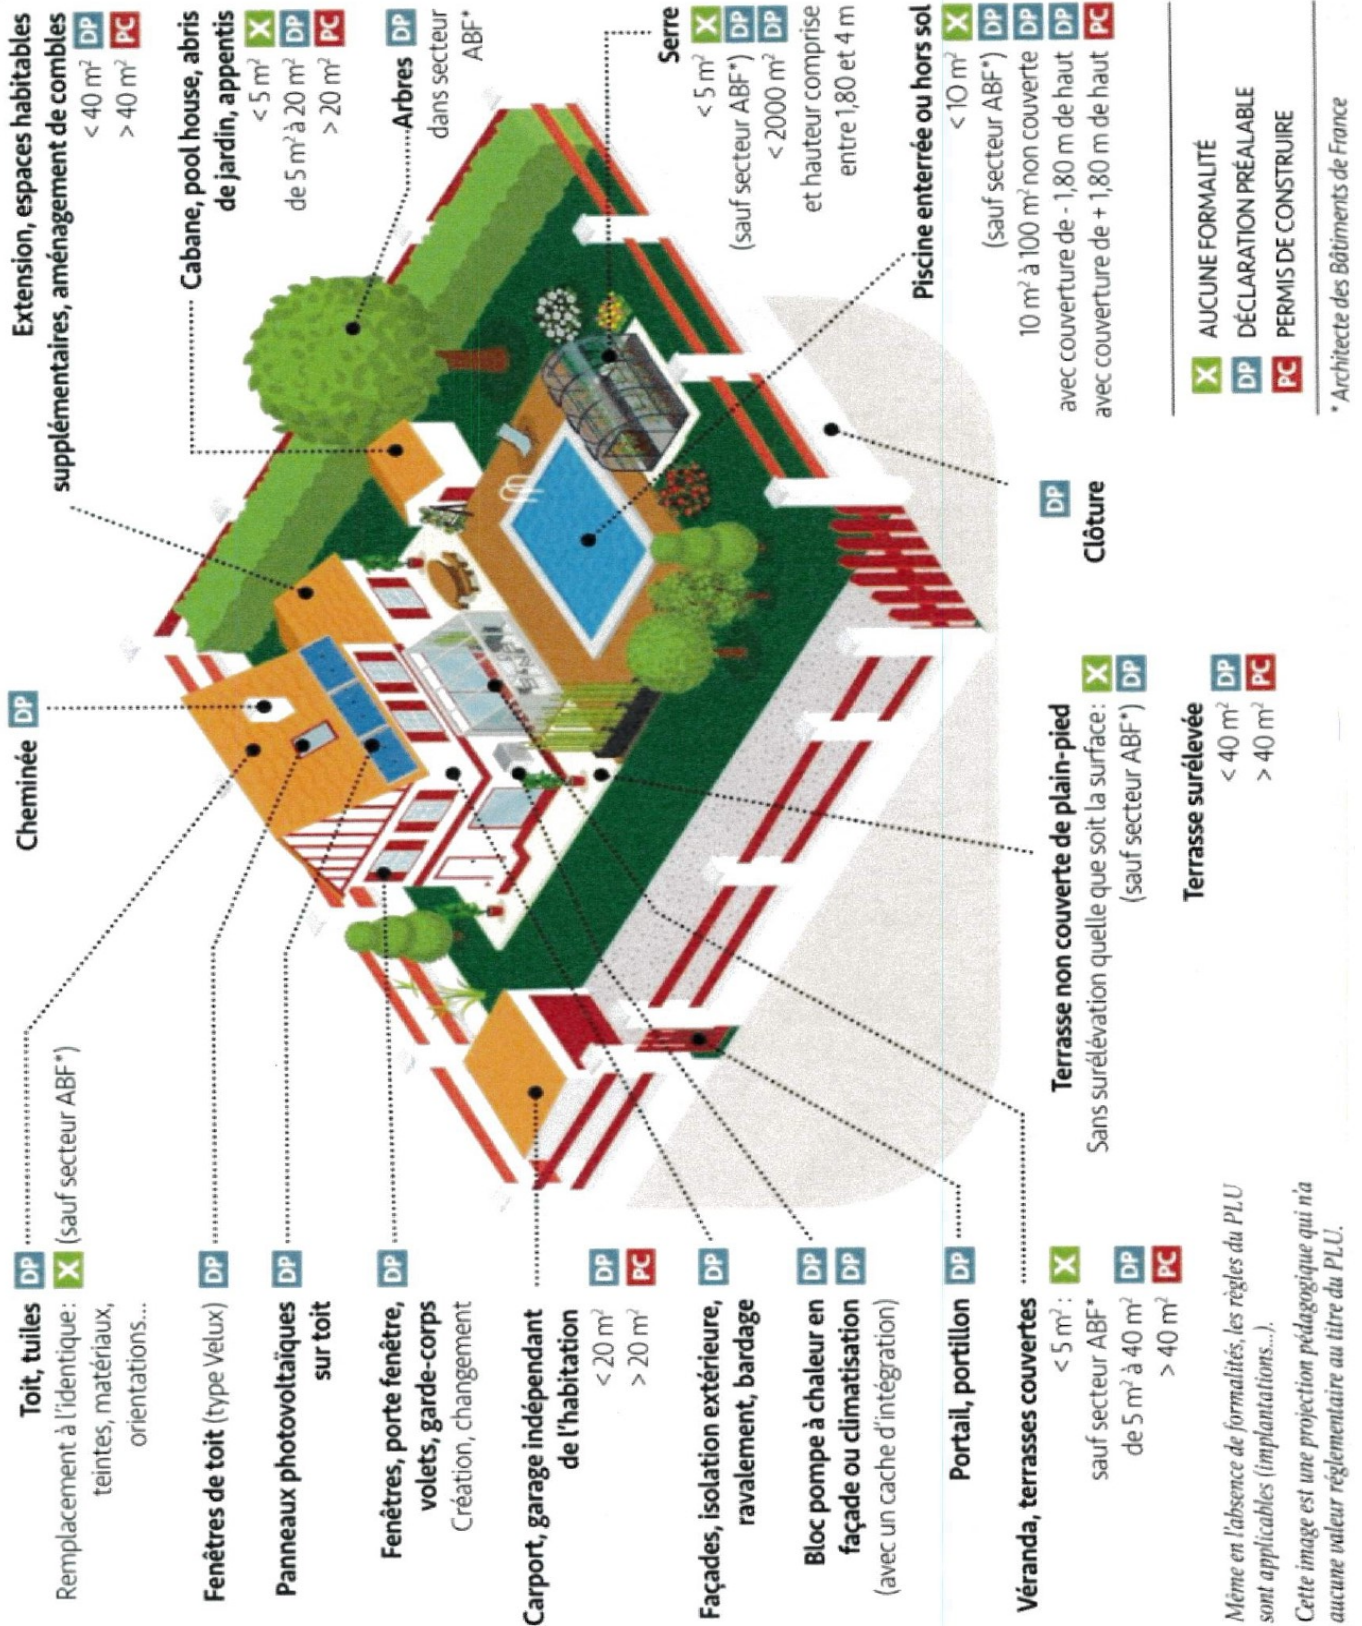 Toit, tuiles DP
Remplacement à l'identique : X (sauf secteur ABF*)
teintes, matériaux,
orientations...
Fenêtres de toit (type Velux) DP
Panneaux photovoltaïques DP
sur toit
Fenêtres, porte fenêtre, DP
volets, garde-corps
Création, changement
Carport, garage indépendant
de l'habitation
< 20 m² DP
> 20 m² PC
Façades, isolation extérieure, DP
ravalement, bardage
Bloc pompe à chaleur en DP
façade ou climatisation DP
(avec un cache d'intégration)
Portail, portillon DP
Véranda, terrasses couvertes
< 5 m² : X
sauf secteur ABF*
de 5 m² à 40 m² DP
> 40 m² PC
Cheminée DP
Extension, espaces habitables
supplémentaires, aménagement de combles
< 40 m² DP
> 40 m² PC
Cabane, pool house, abris
de jardin, appentis
< 5 m² X
de 5 m² à 20 m² DP
> 20 m² PC
Arbres DP
dans secteur
ABF*
Serre
< 5 m² X
(sauf secteur ABF*) DP
< 2000 m² DP
et hauteur comprise
entre 1,80 et 4 m
Piscine enterrée ou hors sol
< 10 m² X
(sauf secteur ABF*) DP
10 m² à 100 m² non couverte DP
avec couverture de - 1,80 m de haut DP
avec couverture de + 1,80 m de haut PC
DP
Clôture
Terrasse non couverte de plain-pied
Sans surélévation quelle que soit la surface : X
(sauf secteur ABF*) DP
Terrasse surélevée
< 40 m² DP
> 40 m² PC
X AUCUNE FORMALITÉ
DP DÉCLARATION PRÉALABLE
PC PERMIS DE CONSTRUIRE
* Architecte des Bâtiments de France
Même en l'absence de formalités, les règles du PLU
sont applicables (implantations...).
Cette image est une projection pédagogique qui n'a
aucune valeur réglementaire au titre du PLU.